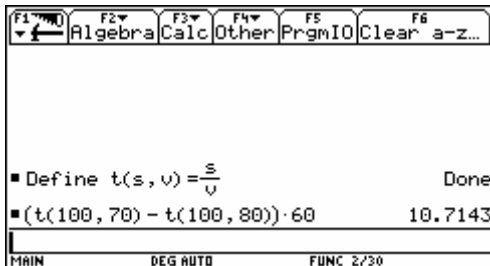 F1 F2▾ F3▾ F4▾ F5 F6
Algebra Calc Other PrgmIO Clear a-z…
▪ Define t(s,v)=s/v Done
▪ (t(100,70)-t(100,80))·60 10.7143
MAIN DEG AUTO FUNC 2/30